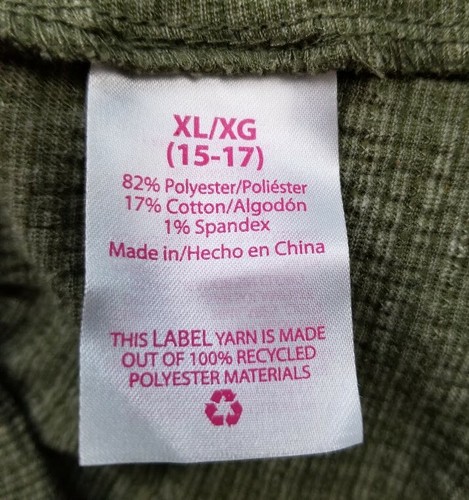 XL/XG
(15-17)
82% Polyester/Poliéster
17% Cotton/Algodón
1% Spandex
Made in/Hecho en China
THIS LABEL YARN IS MADE
OUT OF 100% RECYCLED
POLYESTER MATERIALS